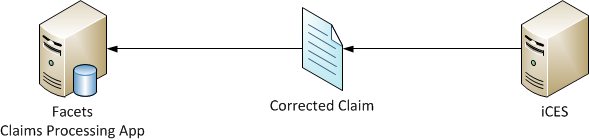 Facets
Claims Processing App
Corrected Claim
iCES